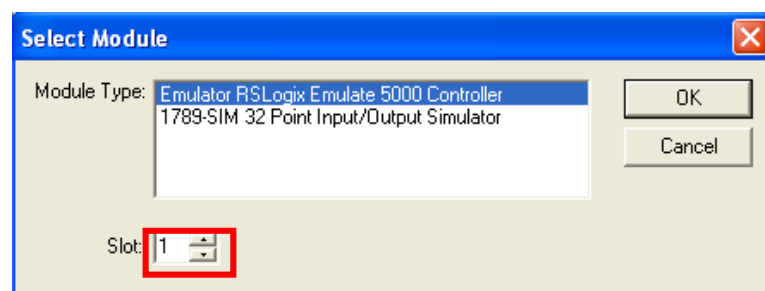 Select Module
Module Type:
Emulator RSLogix Emulate 5000 Controller
1789-SIM 32 Point Input/Output Simulator
OK
Cancel
Slot: 1